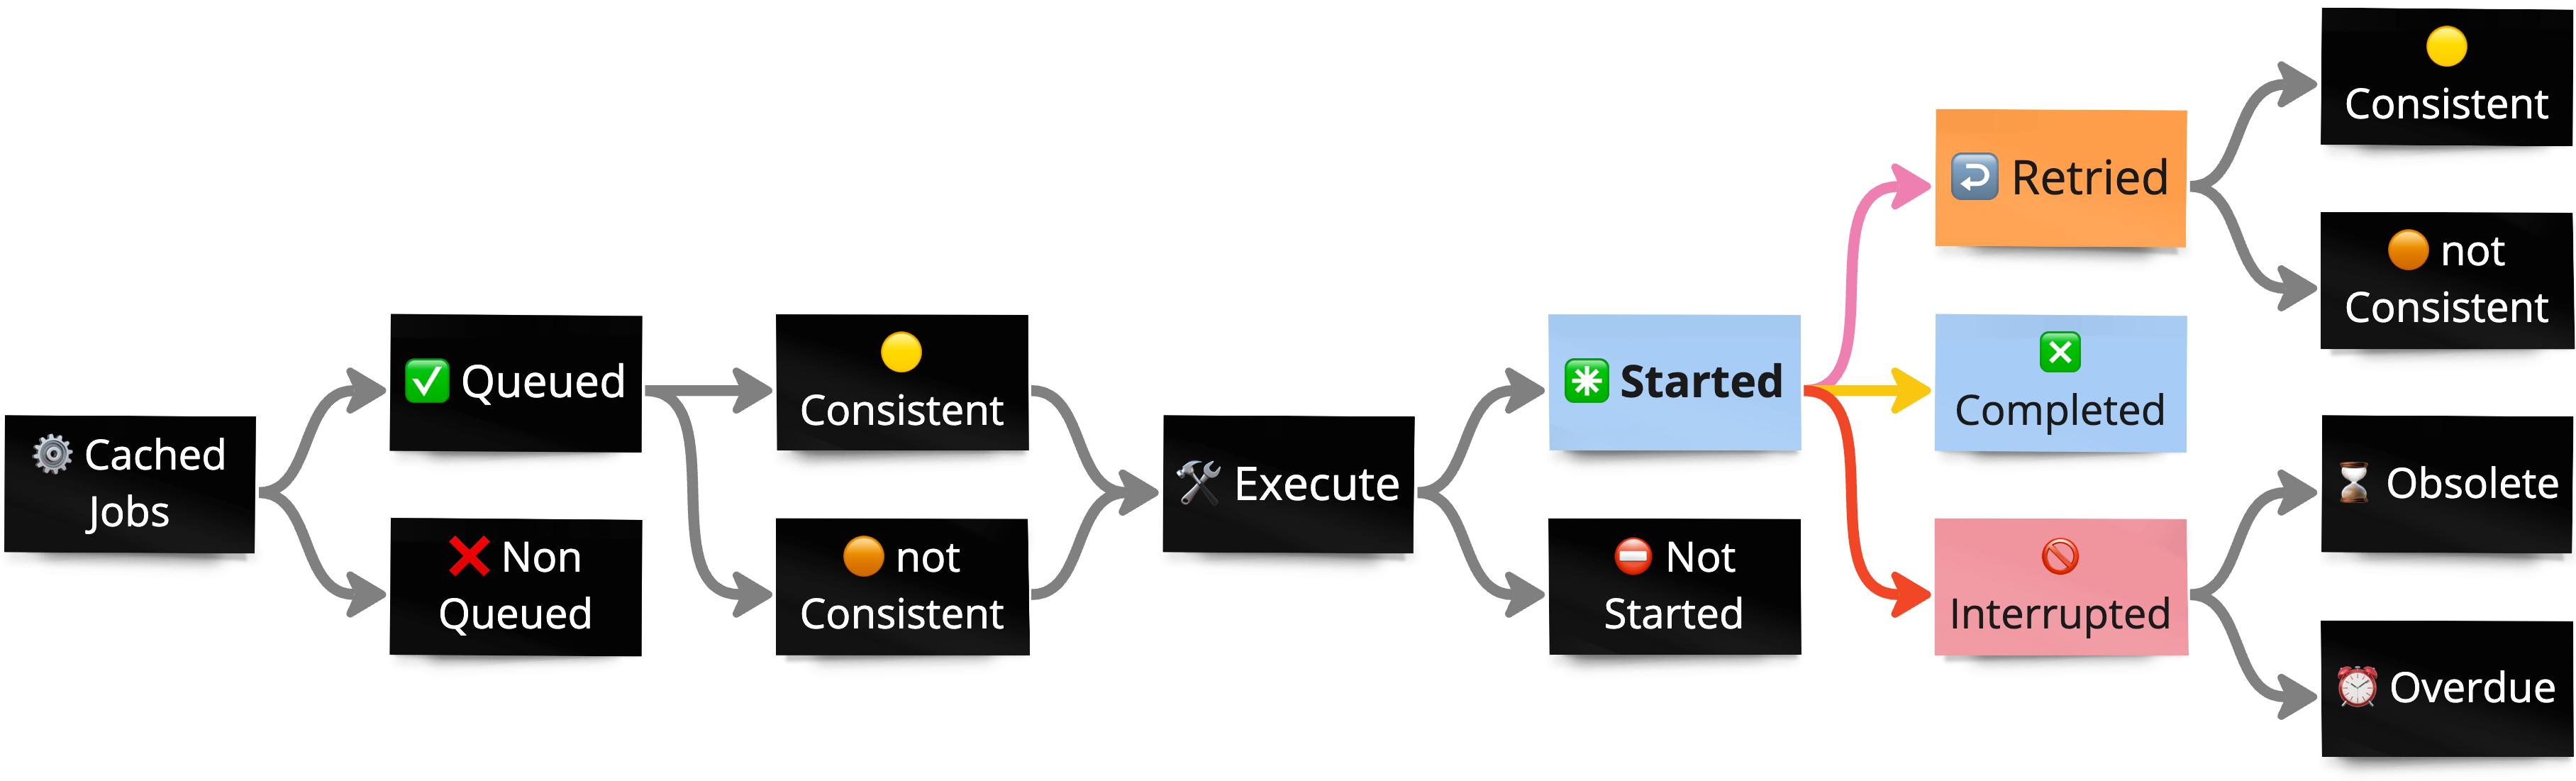 Cached
Jobs
Queued
Non
Queued
Consistent
not
Consistent
Execute
Started
Not
Started
Retried
Completed
Interrupted
Consistent
not
Consistent
Obsolete
Overdue